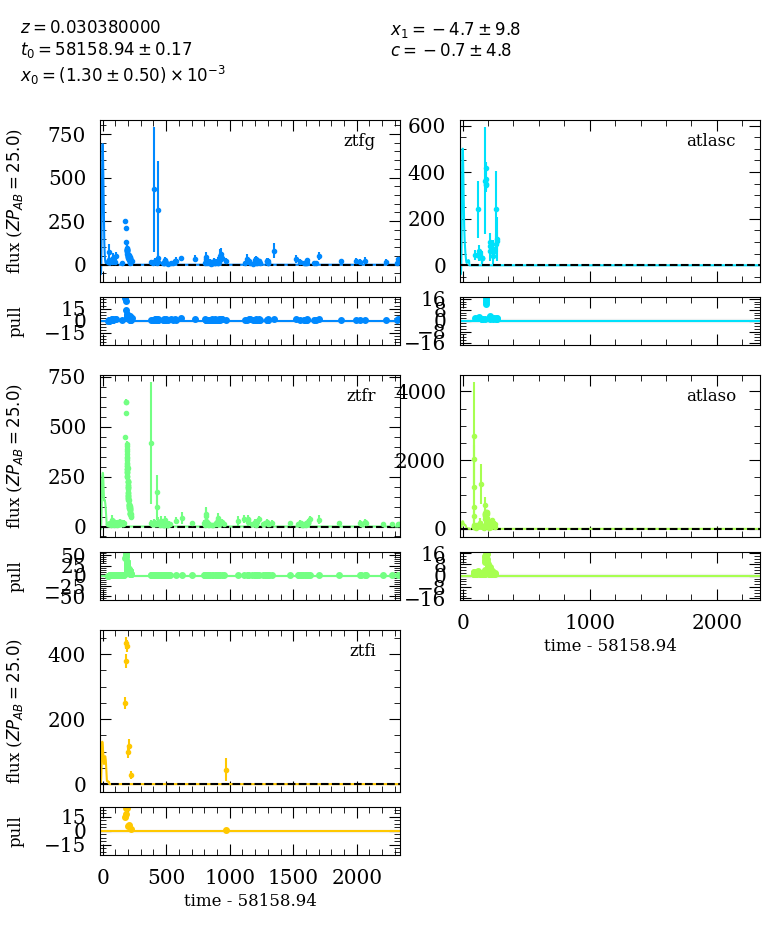 z = 0.030380000
t₀ = 58158.94 ± 0.17
x₀ = (1.30 ± 0.50) × 10⁻³
x₁ = −4.7 ± 9.8
c = −0.7 ± 4.8
ztfg
flux (ZP_AB = 25.0)
750
500
250
0
pull
15
0
−15
atlasc
600
400
200
0
16
8
0
−8
−16
ztfr
flux (ZP_AB = 25.0)
750
500
250
0
pull
50
25
0
−25
−50
atlaso
4000
2000
0
16
8
0
−8
−16
0 1000 2000
time - 58158.94
ztfi
flux (ZP_AB = 25.0)
400
200
0
pull
15
0
−15
0 500 1000 1500 2000
time - 58158.94